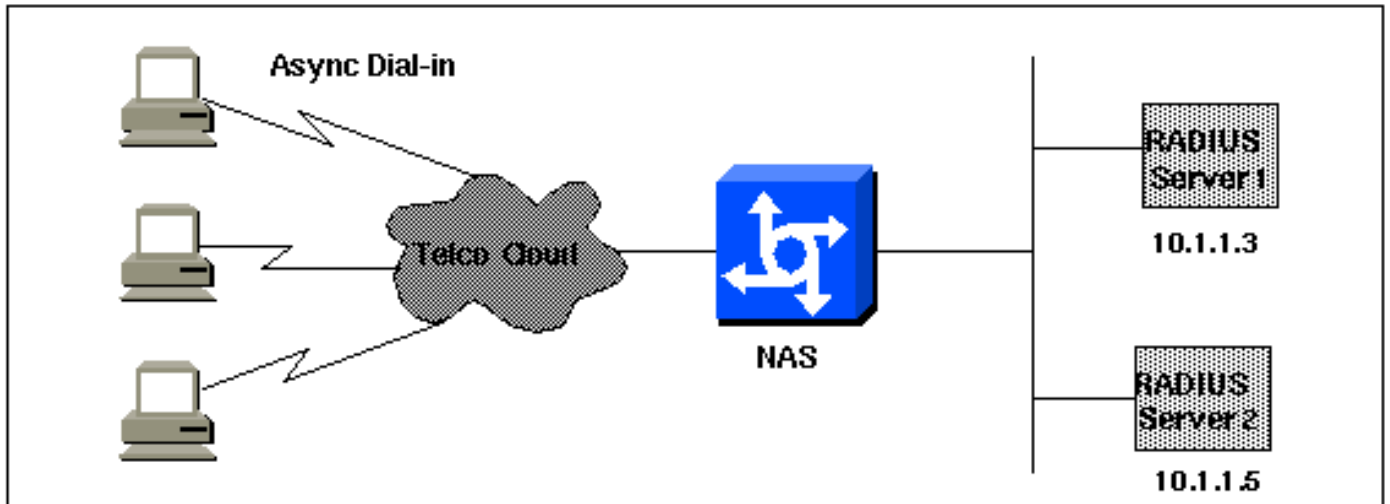 Async Dial-in
Telco Cloud
NAS
RADIUS
Server 1
10.1.1.3
RADIUS
Server 2
10.1.1.5